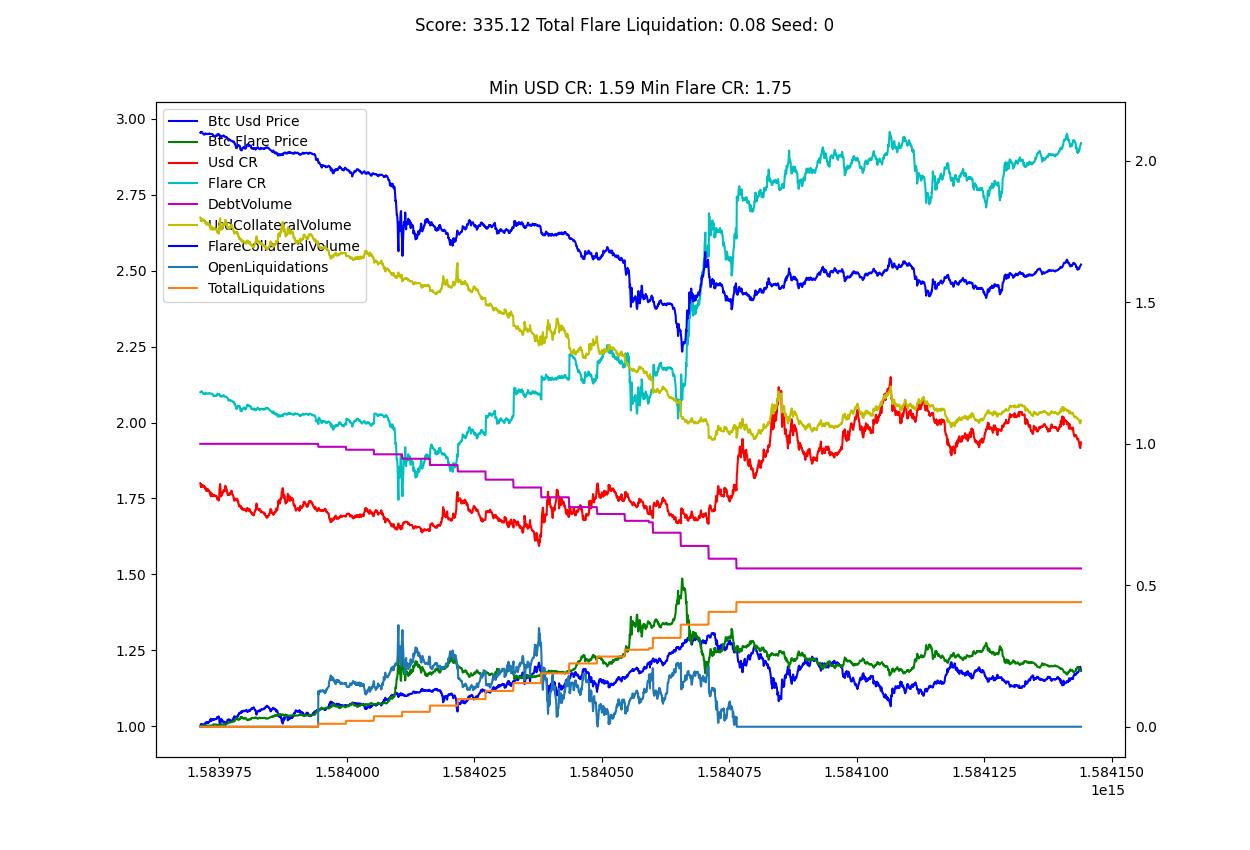 Score: 335.12 Total Flare Liquidation: 0.08 Seed: 0
Min USD CR: 1.59 Min Flare CR: 1.75
Btc Usd Price
Btc Flare Price
Usd CR
Flare CR
DebtVolume
UsdCollateralVolume
FlareCollateralVolume
OpenLiquidations
TotalLiquidations
3.00
2.75
2.50
2.25
2.00
1.75
1.50
1.25
1.00
2.0
1.5
1.0
0.5
0.0
1.583975
1.584000
1.584025
1.584050
1.584075
1.584100
1.584125
1.584150
1e15